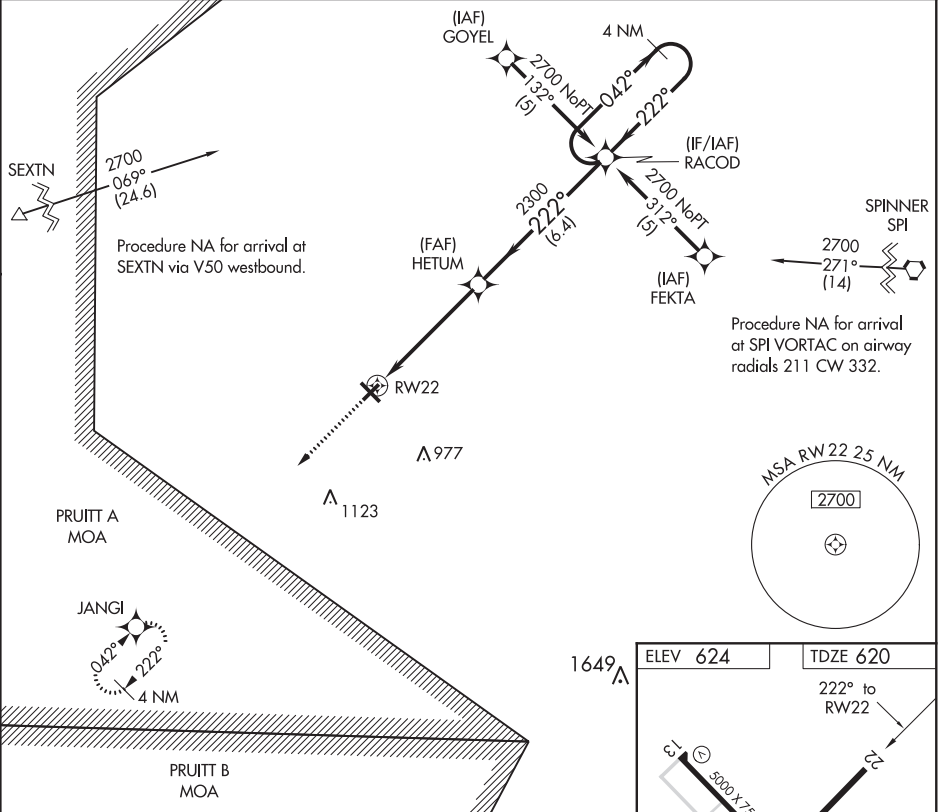 (IAF)
GOYEL
4 NM
2700 NoPT
132°
(5)
042°
222°
(IF/IAF)
RACOD
SEXTN
2700
069°
(24.6)
2300
222°
(6.4)
2700 NoPT
312°
(5)
SPINNER
SPI
2700
271°
(14)
Procedure NA for arrival at
SEXTN via V50 westbound.
(FAF)
HETUM
(IAF)
FEKTA
Procedure NA for arrival
at SPI VORTAC on airway
radials 211 CW 332.
RW22
977
1123
MSA RW 22 25 NM
2700
PRUITT A
MOA
JANGI
042°
222°
4 NM
1649
ELEV 624
TDZE 620
222° to
RW22
22
13
V
5000 X 75
PRUITT B
MOA